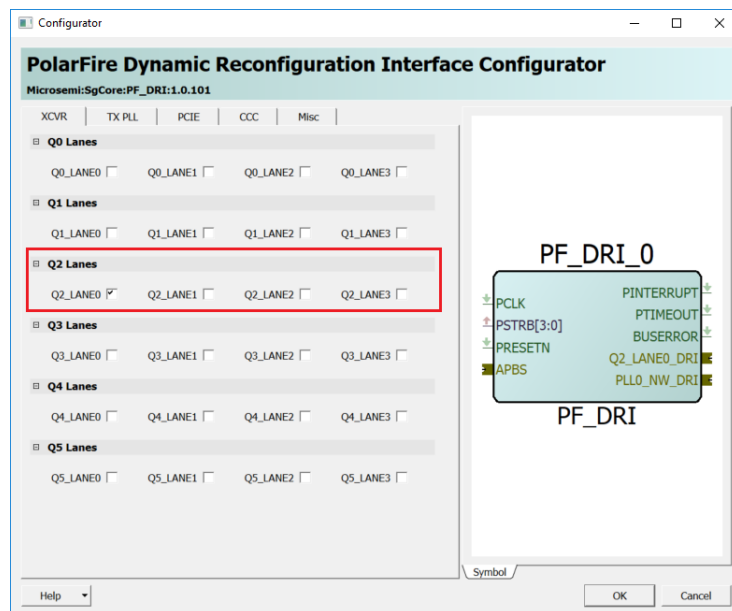 Configurator
PolarFire Dynamic Reconfiguration Interface Configurator
Microsemi:SgCore:PF_DRI:1.0.101
XCVR TX PLL PCIE CCC Misc
Q0 Lanes
Q0_LANE0 Q0_LANE1 Q0_LANE2 Q0_LANE3
Q1 Lanes
Q1_LANE0 Q1_LANE1 Q1_LANE2 Q1_LANE3
Q2 Lanes
Q2_LANE0 Q2_LANE1 Q2_LANE2 Q2_LANE3
Q3 Lanes
Q3_LANE0 Q3_LANE1 Q3_LANE2 Q3_LANE3
Q4 Lanes
Q4_LANE0 Q4_LANE1 Q4_LANE2 Q4_LANE3
Q5 Lanes
Q5_LANE0 Q5_LANE1 Q5_LANE2 Q5_LANE3
PF_DRI_0
PCLK
PSTRB[3:0]
PRESETN
APBS
PINTERRUPT
PTIMEOUT
BUSERROR
Q2_LANE0_DRI
PLL0_NW_DRI
PF_DRI
Symbol
Help OK Cancel